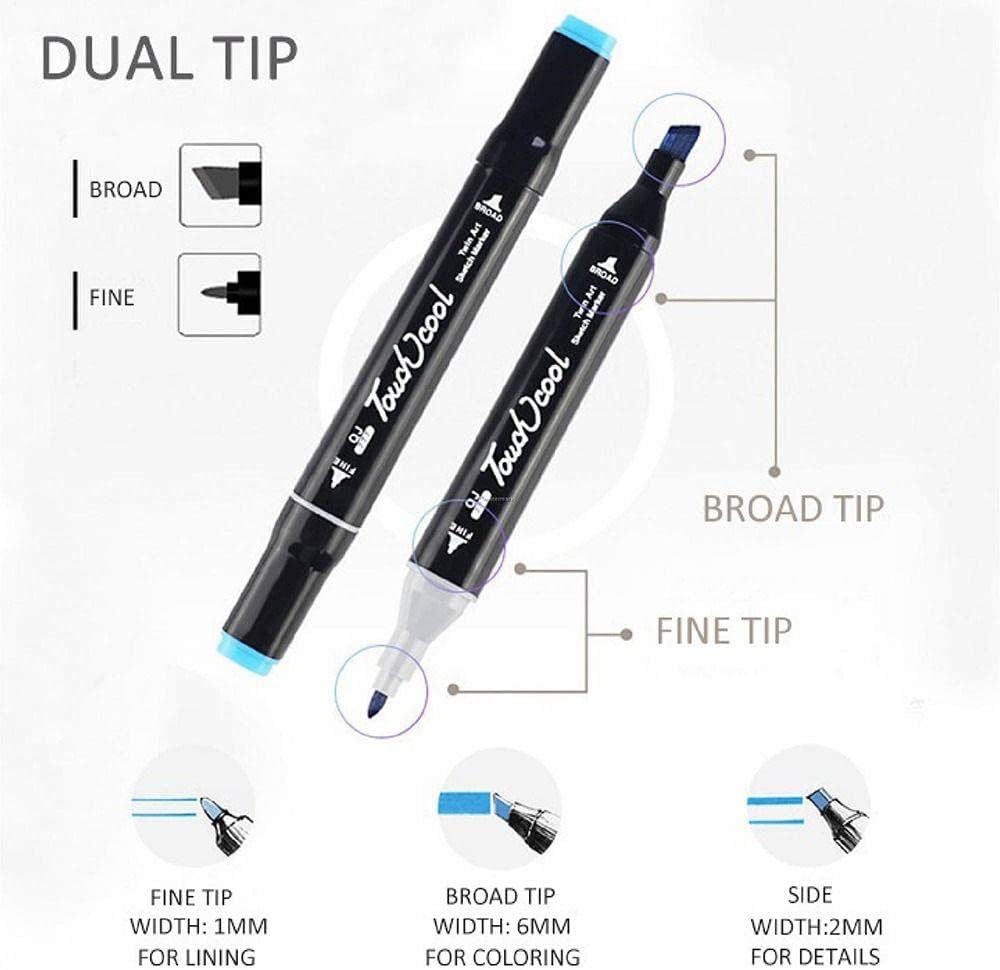 DUAL TIP
BROAD
FINE
BROAD
Twin Art
Sketch Marker
Touchcool
FINE
BROAD
Twin Art
Sketch Marker
Touchcool
FINE
BROAD TIP
FINE TIP
FINE TIP
WIDTH: 1MM
FOR LINING
BROAD TIP
WIDTH: 6MM
FOR COLORING
SIDE
WIDTH:2MM
FOR DETAILS